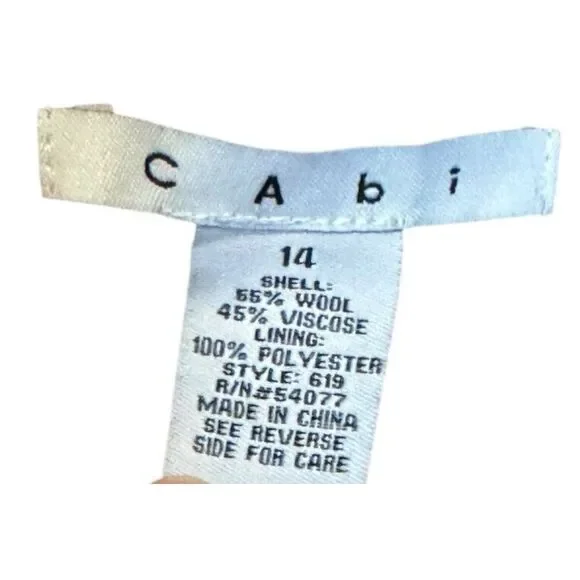 CAbi
14
SHELL:
55% WOOL
45% VISCOSE
LINING:
100% POLYESTER
STYLE: 619
R/N#54077
MADE IN CHINA
SEE REVERSE
SIDE FOR CARE